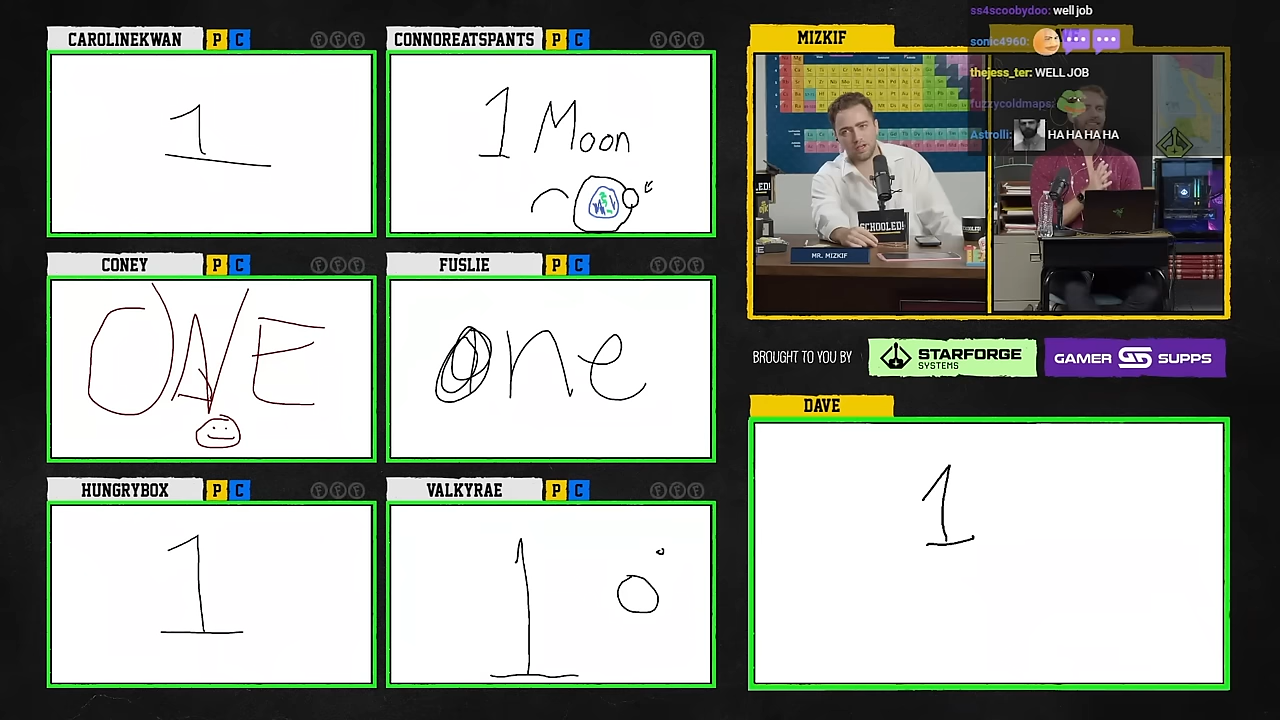 CAROLINEKWAN P C F F F
1
CONNOREATSPANTS P C F F F
1 Moon
CONEY P C F F F
ONE
FUSLIE P C F F F
one
HUNGRYBOX P C F F F
1
VALKYRAE P C F F F
1
MIZKIF
SCHOOLED!
MR. MIZKIF
ss4scoobydoo: well job
sonic4960:
thejess_ter: WELL JOB
fuzzycoldmaps:
Astrolli: HA HA HA HA
BROUGHT TO YOU BY
STARFORGE
SYSTEMS
GAMER SUPPS
DAVE
1